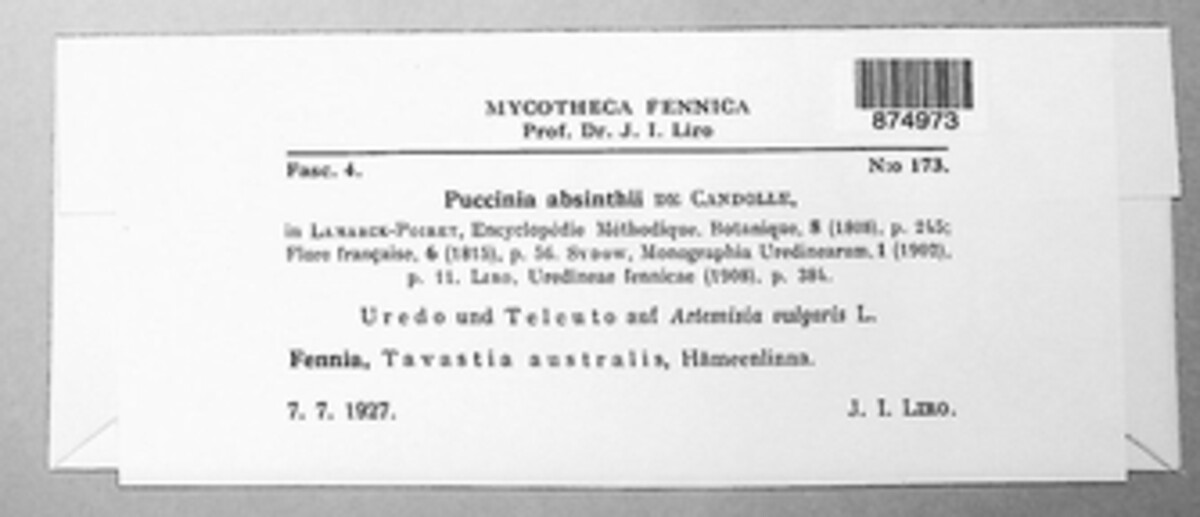 MYCOTHECA FENNICA
Prof. Dr. J. I. Liro
874973
Fasc. 4.
N:o 173.
Puccinia absinthii DE CANDOLLE,
in LAMARCK-POIRET, Encyclopédie Méthodique. Botanique, 8 (1808), p. 245;
Flore française, 6 (1815), p. 56. SYDOW, Monographia Uredinearum, 1 (1902),
p. 11. LIRO, Uredineae fennicae (1908), p. 384.
Uredo und Teleuto auf Artemisia vulgaris L.
Fennia, Tavastia australis, Hämeenlinna.
7. 7. 1927.
J. I. LIRO.